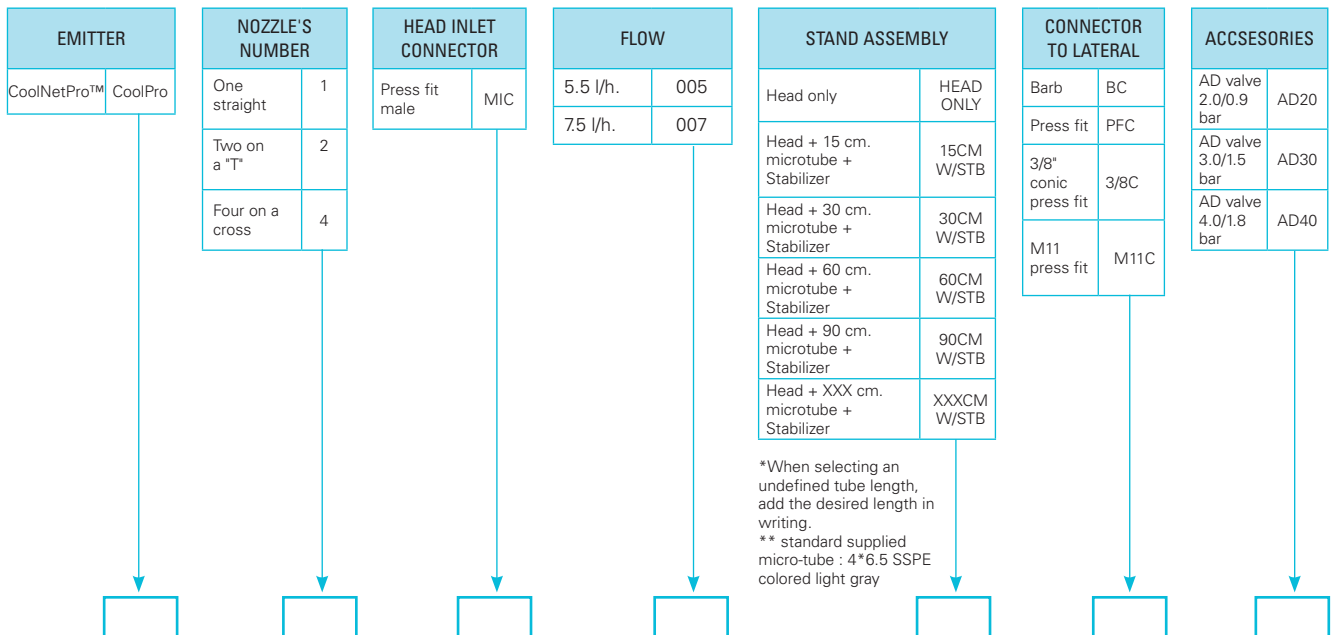 EMITTER
CoolNetPro™ CoolPro
NOZZLE'S
NUMBER
One
straight
1
Two on
a "T"
2
Four on a
cross
4
HEAD INLET
CONNECTOR
Press fit
male
MIC
FLOW
5.5 l/h. 005
7.5 l/h. 007
STAND ASSEMBLY
Head only
HEAD
ONLY
Head + 15 cm.
microtube +
Stabilizer
15CM
W/STB
Head + 30 cm.
microtube +
Stabilizer
30CM
W/STB
Head + 60 cm.
microtube +
Stabilizer
60CM
W/STB
Head + 90 cm.
microtube +
Stabilizer
90CM
W/STB
Head + XXX cm.
microtube +
Stabilizer
XXXCM
W/STB
*When selecting an
undefined tube length,
add the desired length in
writing.
** standard supplied
micro-tube : 4*6.5 SSPE
colored light gray
CONNECTOR
TO LATERAL
Barb BC
Press fit PFC
3/8"
conic
press fit
3/8C
M11
press fit
M11C
ACCSESORIES
AD valve
2.0/0.9
bar
AD20
AD valve
3.0/1.5
bar
AD30
AD valve
4.0/1.8
bar
AD40